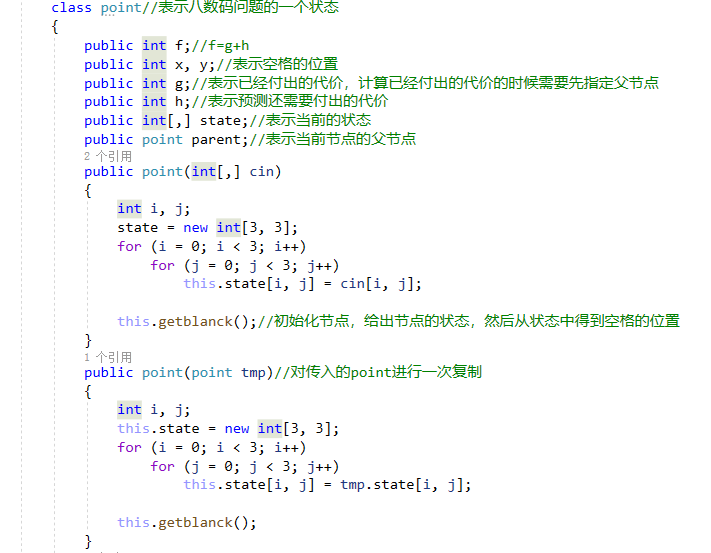 class point//表示八数码问题的一个状态
{
public int f;//f=g+h
public int x, y;//表示空格的位置
public int g;//表示已经付出的代价，计算已经付出的代价的时候需要先指定父节点
public int h;//表示预测还需要付出的代价
public int[,] state;//表示当前的状态
public point parent;//表示当前节点的父节点
2 个引用
public point(int[,] cin)
{
int i, j;
state = new int[3, 3];
for (i = 0; i < 3; i++)
for (j = 0; j < 3; j++)
this.state[i, j] = cin[i, j];
this.getblanck();//初始化节点，给出节点的状态，然后从状态中得到空格的位置
}
1 个引用
public point(point tmp)//对传入的point进行一次复制
{
int i, j;
this.state = new int[3, 3];
for (i = 0; i < 3; i++)
for (j = 0; j < 3; j++)
this.state[i, j] = tmp.state[i, j];
this.getblanck();
}